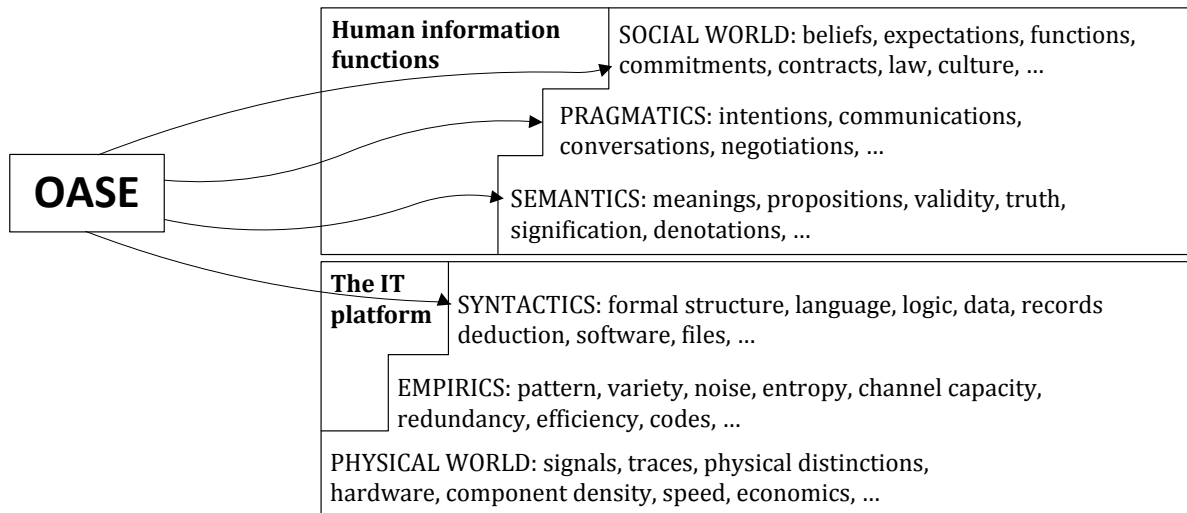 OASE
Human information
functions
SOCIAL WORLD: beliefs, expectations, functions,
commitments, contracts, law, culture, …
PRAGMATICS: intentions, communications,
conversations, negotiations, …
SEMANTICS: meanings, propositions, validity, truth,
signification, denotations, …
The IT
platform
SYNTACTICS: formal structure, language, logic, data, records
deduction, software, files, …
EMPIRICS: pattern, variety, noise, entropy, channel capacity,
redundancy, efficiency, codes, …
PHYSICAL WORLD: signals, traces, physical distinctions,
hardware, component density, speed, economics, …